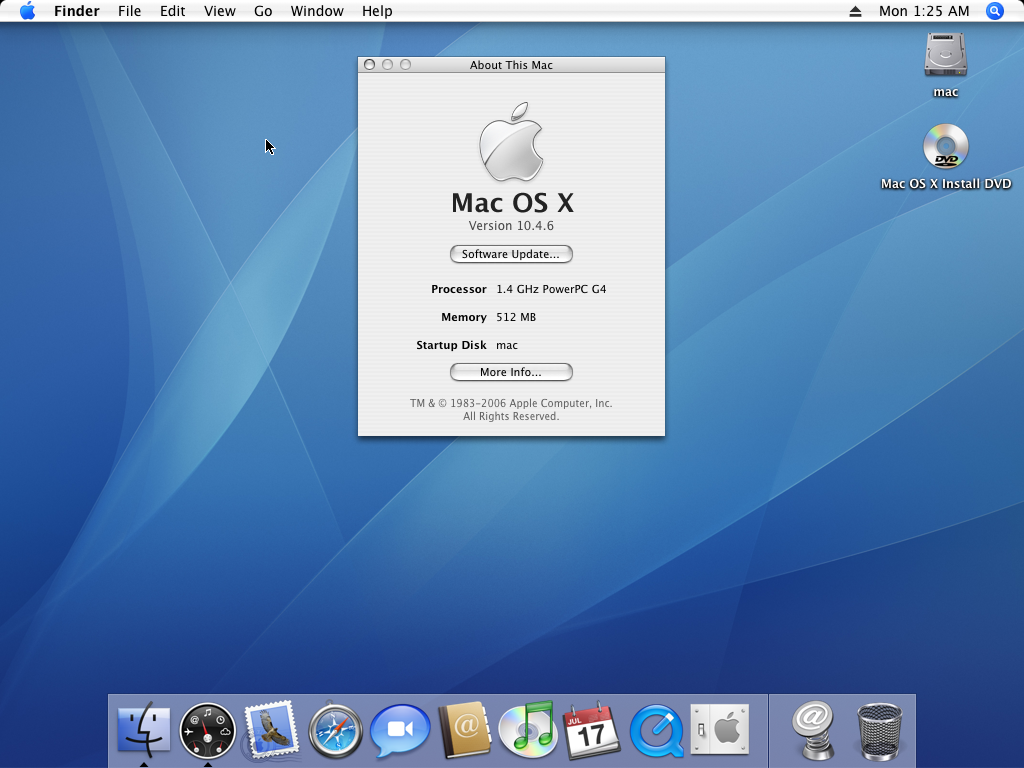 Finder File Edit View Go Window Help Mon 1:25 AM
About This Mac
mac
DVD
Mac OS X Install DVD
Mac OS X
Version 10.4.6
Software Update...
Processor 1.4 GHz PowerPC G4
Memory 512 MB
Startup Disk mac
More Info...
TM & © 1983-2006 Apple Computer, Inc.
All Rights Reserved.
@
@
JUL
17
@